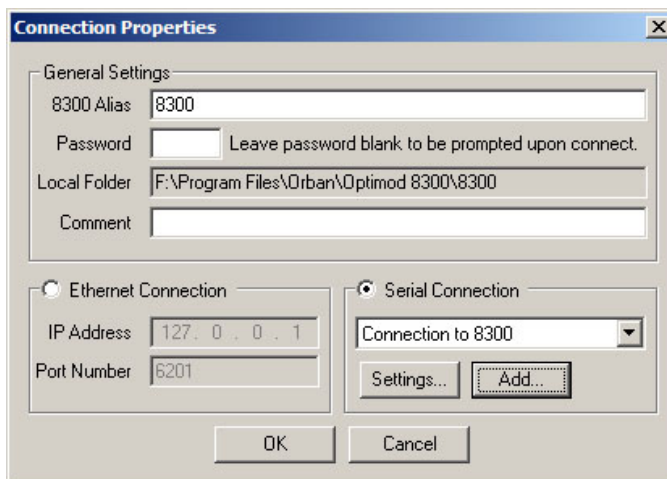 Connection Properties
General Settings
8300 Alias 8300
Password Leave password blank to be prompted upon connect.
Local Folder F:\Program Files\Orban\Optimod 8300\8300
Comment
Ethernet Connection
IP Address 127. 0 . 0 . 1
Port Number 6201
Serial Connection
Connection to 8300
Settings... Add...
OK Cancel